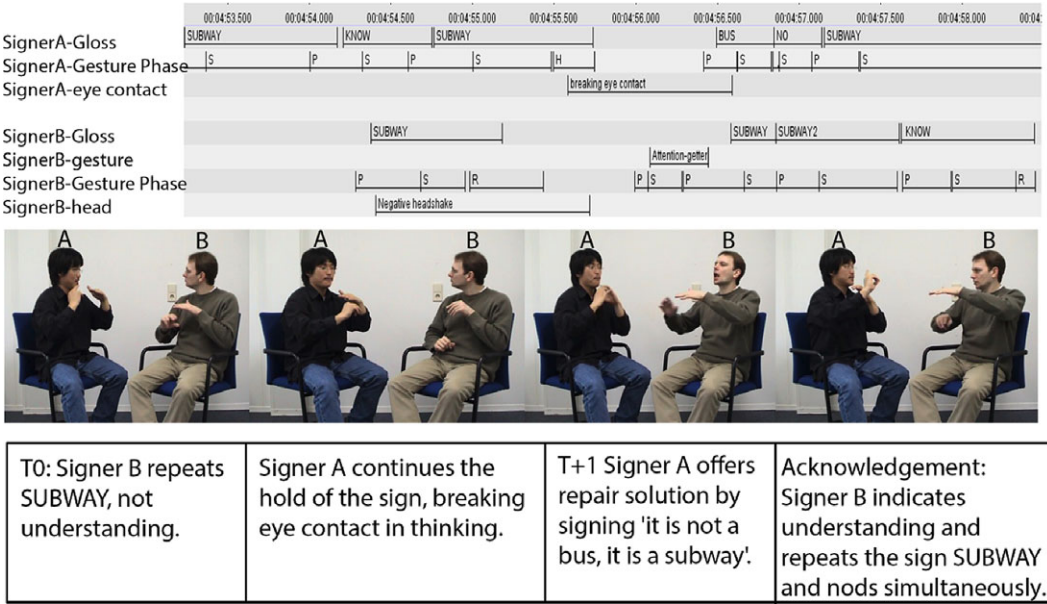 00:04:53.500 00:04:54.000 00:04:54.500 00:04:55.000 00:04:55.500 00:04:56.000 00:04:56.500 00:04:57.000 00:04:57.500 00:04:58.000 00:04:
SignerA-Gloss SUBWAY KNOW SUBWAY BUS NO SUBWAY
SignerA-Gesture Phase S P S P S H P S S P S
SignerA-eye contact breaking eye contact
SignerB-Gloss SUBWAY SUBWAY SUBWAY2 KNOW
SignerB-gesture Attention-getter
SignerB-Gesture Phase P S R P S P S P S P S R
SignerB-head Negative headshake
A B A B A B A B
T0: Signer B repeats
SUBWAY, not
understanding.
Signer A continues the
hold of the sign, breaking
eye contact in thinking.
T+1 Signer A offers
repair solution by
signing 'it is not a
bus, it is a subway'.
Acknowledgement:
Signer B indicates
understanding and
repeats the sign SUBWAY
and nods simultaneously.